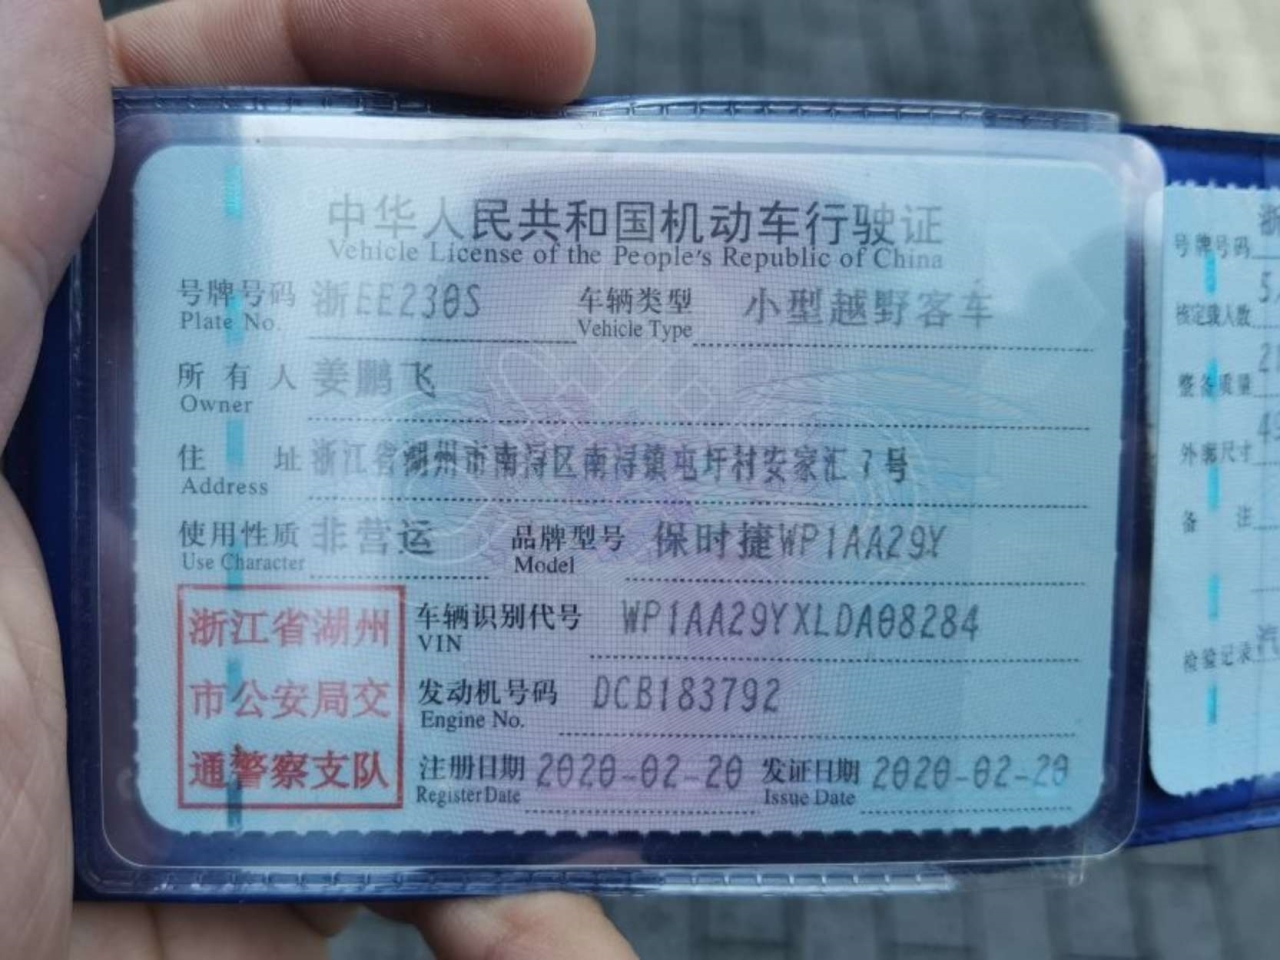 中华人民共和国机动车行驶证
Vehicle License of the People's Republic of China
号牌号码 浙EE230S 车辆类型 小型越野客车
Plate No. Vehicle Type
所有人 姜鹏飞
Owner
住址 浙江省湖州市南浔区南浔镇屯圩村安家汇7号
Address
使用性质 非营运 品牌型号 保时捷WP1AA29Y
Use Character Model
浙江省湖州
市公安局交
通警察支队
车辆识别代号 WP1AA29YXLDA08284
VIN
发动机号码 DCB183792
Engine No.
注册日期 2020-02-20 发证日期 2020-02-20
Register Date Issue Date
号牌号码 浙
核定载人数 5
整备质量 2
外廓尺寸 4
备注
检验记录 汽